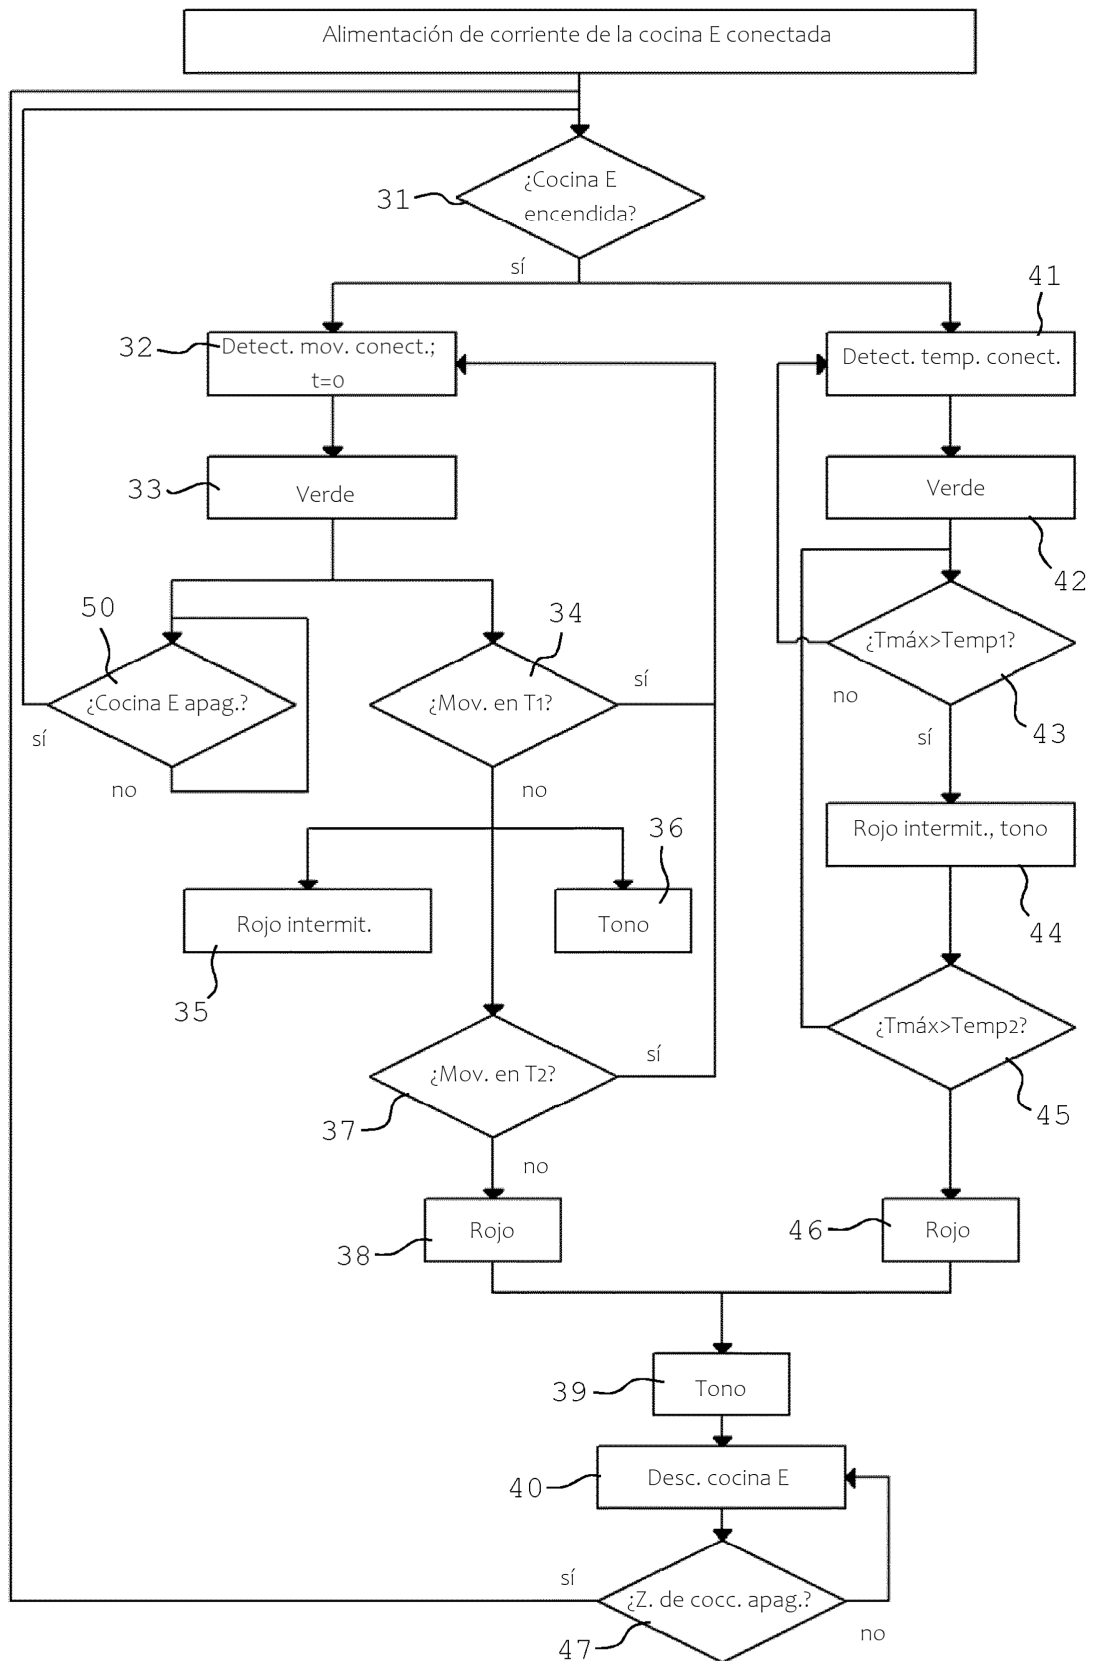 Alimentación de corriente de la cocina E conectada
31
¿Cocina E
encendida?
sí
41
32
Detect. mov. conect.;
t=0
Detect. temp. conect.
33
Verde
Verde
42
50
34
¿Tmáx>Temp1?
no
sí
43
¿Cocina E apag.?
sí
no
¿Mov. en T1?
sí
no
36
Rojo intermit., tono
44
Rojo intermit.
35
Tono
¿Tmáx>Temp2?
45
¿Mov. en T2?
sí
37
no
38
Rojo
46
Rojo
39
Tono
40
Desc. cocina E
sí
¿Z. de cocc. apag.?
47
no